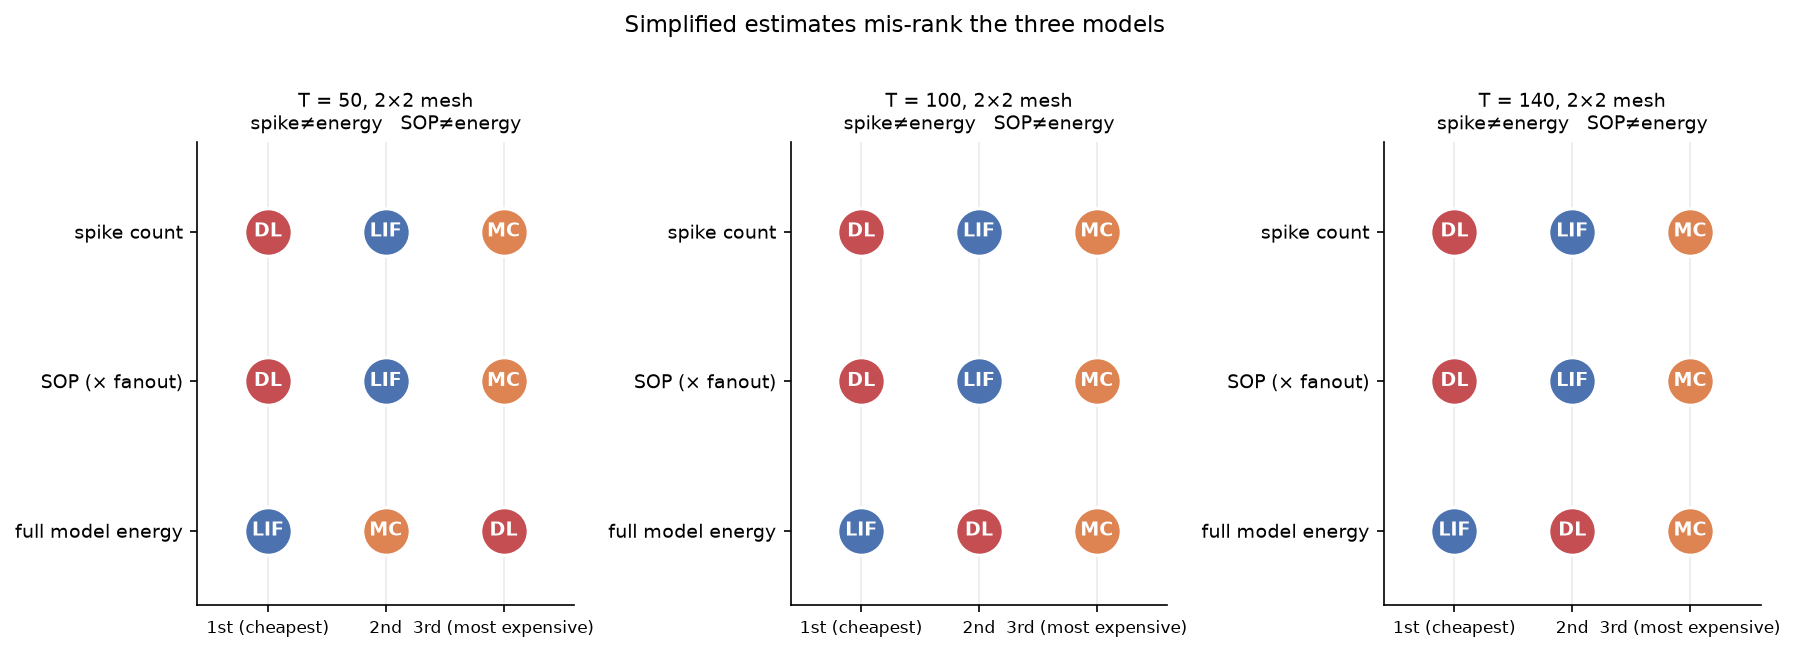 Simplified estimates mis-rank the three models
T = 50, 2×2 mesh
spike≠energy   SOP≠energy
spike count
DL LIF MC
SOP (× fanout)
DL LIF MC
full model energy
LIF MC DL
1st (cheapest) 2nd 3rd (most expensive)
T = 100, 2×2 mesh
spike≠energy   SOP≠energy
spike count
DL LIF MC
SOP (× fanout)
DL LIF MC
full model energy
LIF DL MC
1st (cheapest) 2nd 3rd (most expensive)
T = 140, 2×2 mesh
spike≠energy   SOP≠energy
spike count
DL LIF MC
SOP (× fanout)
DL LIF MC
full model energy
LIF DL MC
1st (cheapest) 2nd 3rd (most expensive)